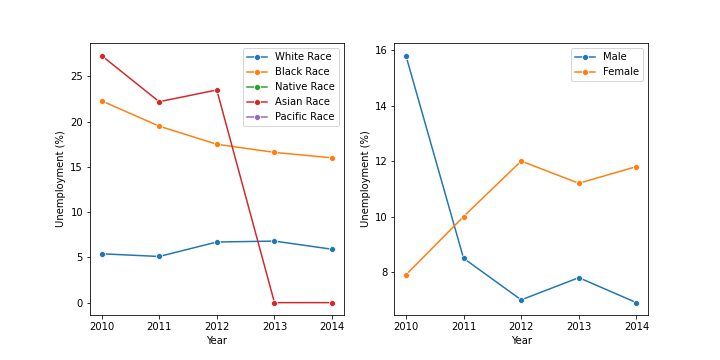 Unemployment (%)
25
20
15
10
5
0
2010 2011 2012 2013 2014
Year
White Race
Black Race
Native Race
Asian Race
Pacific Race
Unemployment (%)
16
14
12
10
8
2010 2011 2012 2013 2014
Year
Male
Female